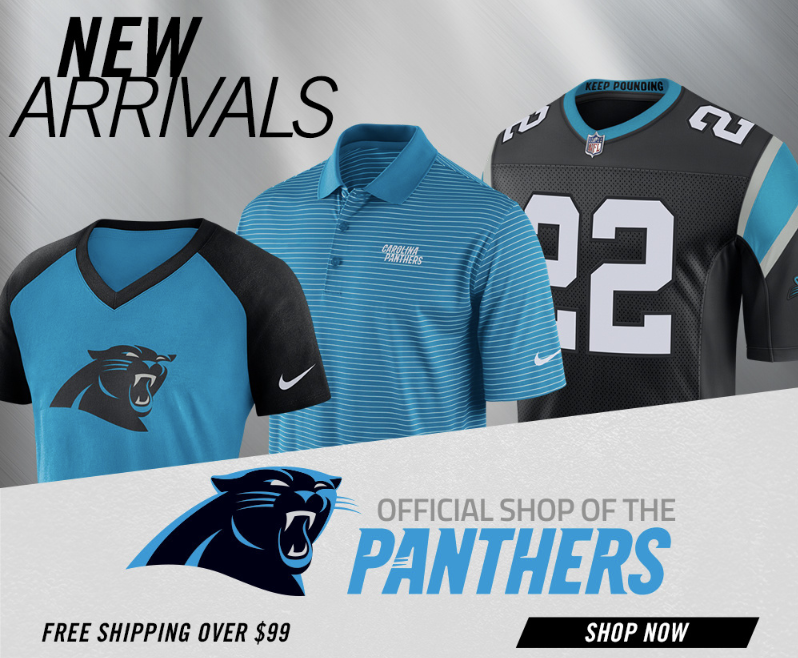 NEW
ARRIVALS
KEEP POUNDING
22
22
NFL
CAROLINA
PANTHERS
22
OFFICIAL SHOP OF THE
PANTHERS
FREE SHIPPING OVER $99
SHOP NOW